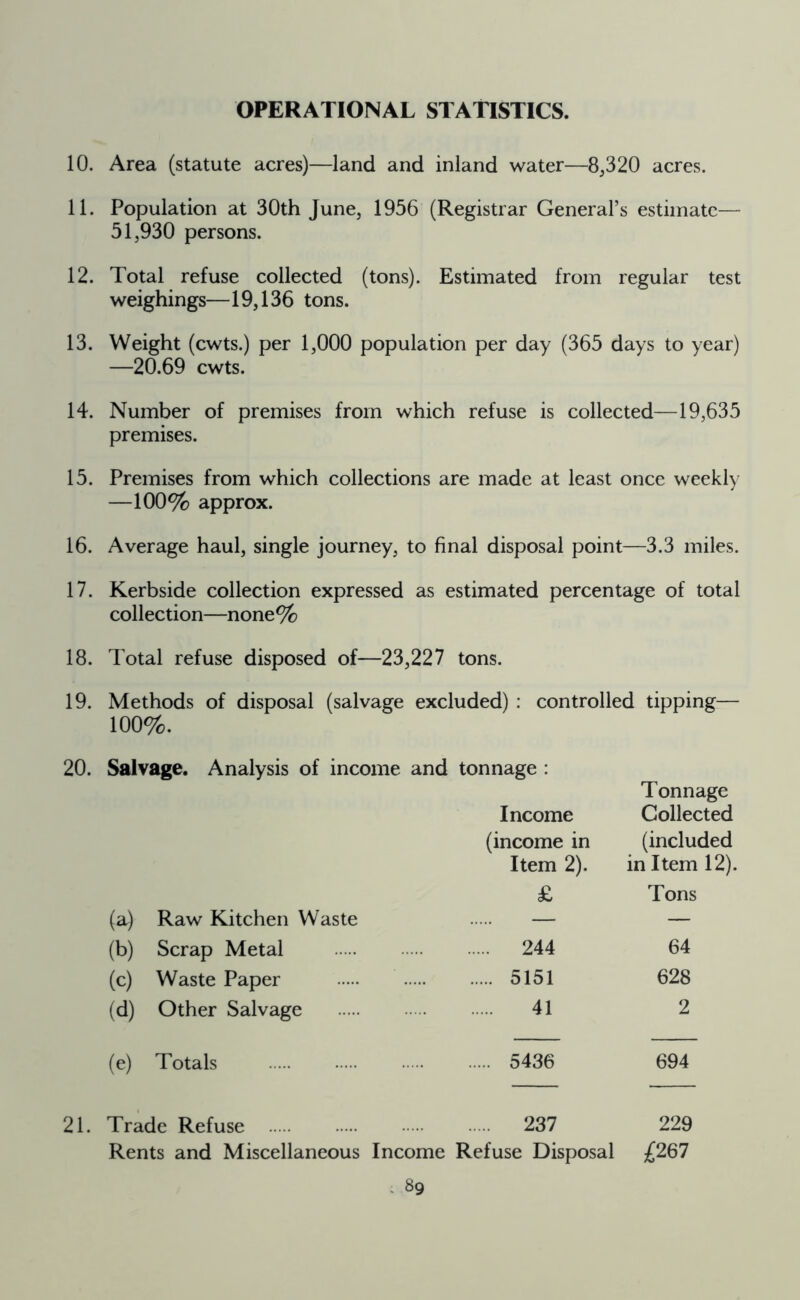 OPERATIONAL STATISTICS.
10. Area (statute acres)—land and inland water—8,320 acres.
11. Population at 30th June, 1956 (Registrar General's estimate—
51,930 persons.
12. Total refuse collected (tons). Estimated from regular test
weighings—19,136 tons.
13. Weight (cwts.) per 1,000 population per day (365 days to year)
—20.69 cwts.
14. Number of premises from which refuse is collected—19,635
premises.
15. Premises from which collections are made at least once weekly
—100% approx.
16. Average haul, single journey, to final disposal point—3.3 miles.
17. Kerbside collection expressed as estimated percentage of total
collection—none%
18. Total refuse disposed of—23,227 tons.
19. Methods of disposal (salvage excluded) : controlled tipping—
100%.
20. Salvage. Analysis of income and tonnage :
Tonnage
Income Collected
(income in (included
Item 2). in Item 12).
£ Tons
(a) Raw Kitchen Waste ..... — —
(b) Scrap Metal ..... ..... ..... 244 64
(c) Waste Paper ..... ..... ..... 5151 628
(d) Other Salvage ..... ..... ..... 41 2
(e) Totals ..... ..... ..... ..... 5436 694
21. Trade Refuse ..... ..... ..... ..... 237 229
Rents and Miscellaneous Income Refuse Disposal £267
89